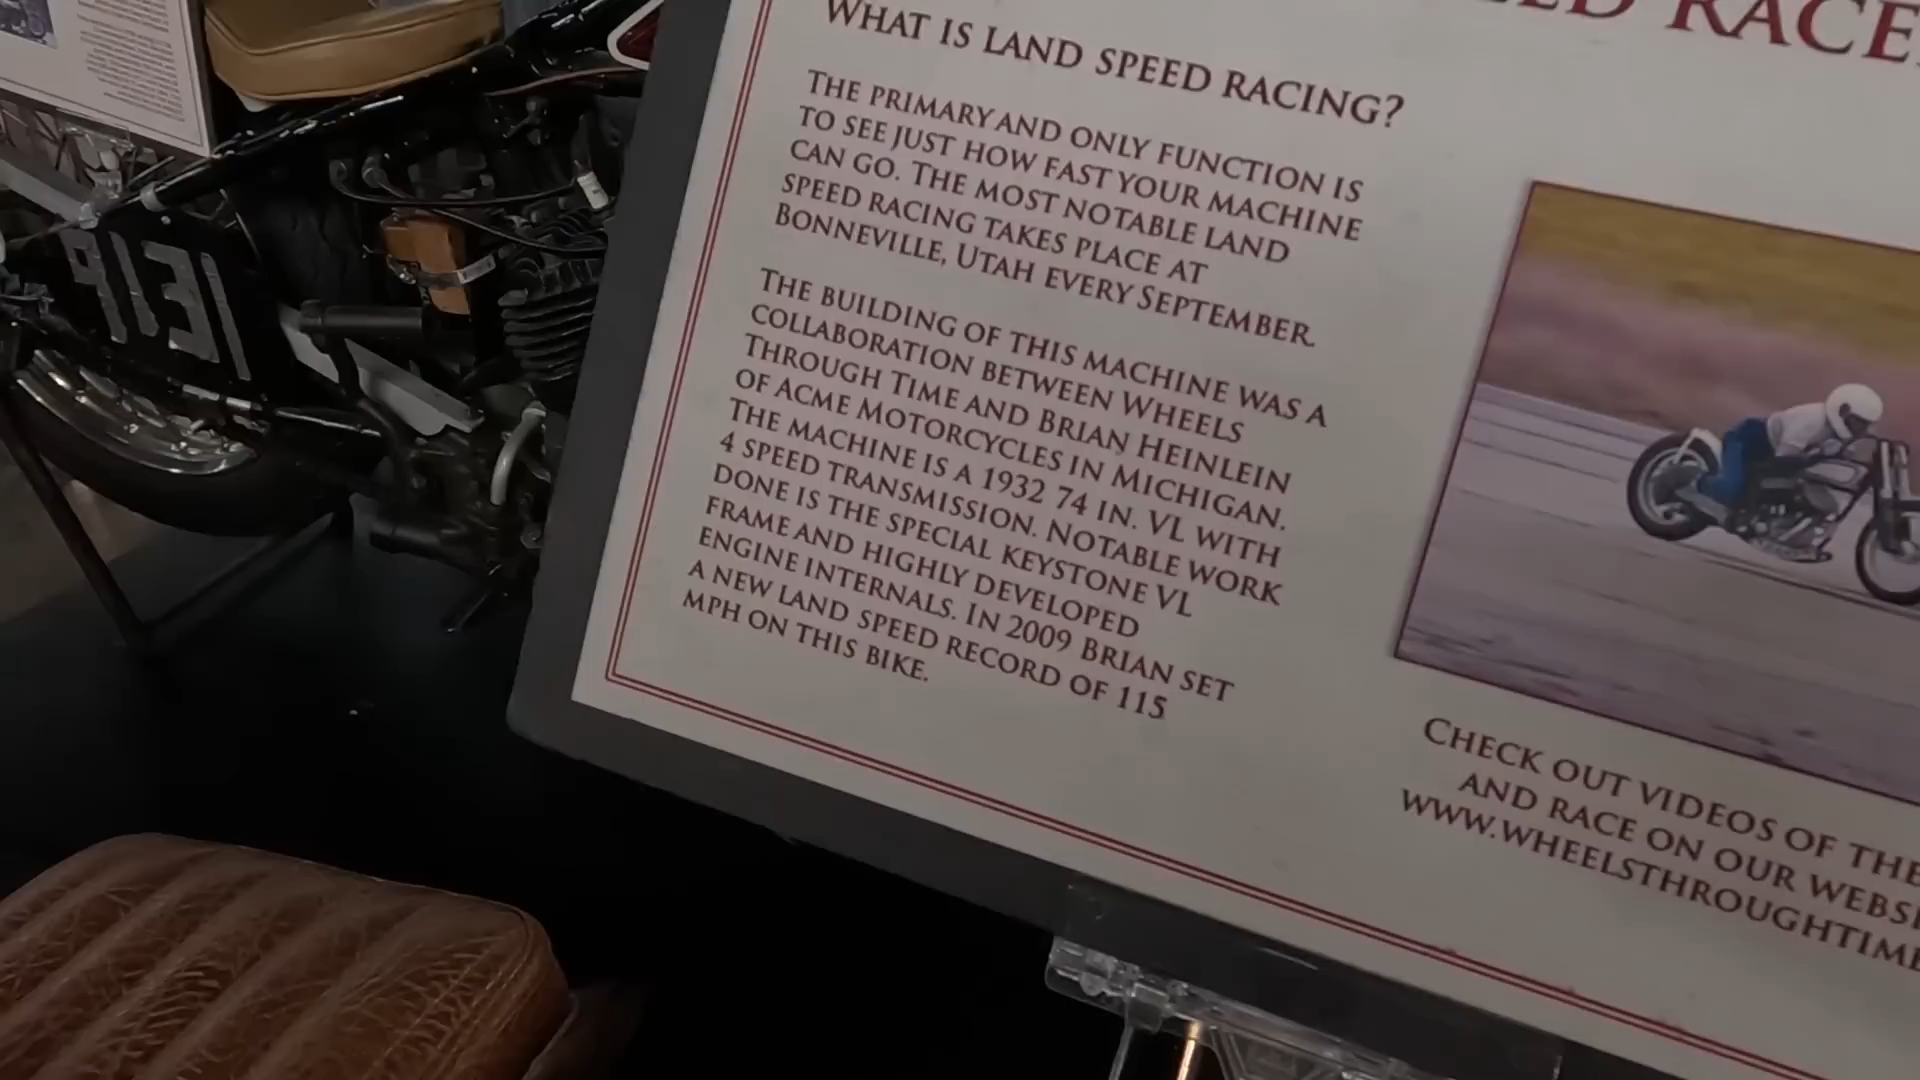 RACE
WHAT IS LAND SPEED RACING?
THE PRIMARY AND ONLY FUNCTION IS
TO SEE JUST HOW FAST YOUR MACHINE
CAN GO. THE MOST NOTABLE LAND
SPEED RACING TAKES PLACE AT
BONNEVILLE, UTAH EVERY SEPTEMBER.
THE BUILDING OF THIS MACHINE WAS A
COLLABORATION BETWEEN WHEELS
THROUGH TIME AND BRIAN HEINLEIN
OF ACME MOTORCYCLES IN MICHIGAN.
THE MACHINE IS A 1932 74 IN. VL WITH
4 SPEED TRANSMISSION. NOTABLE WORK
DONE IS THE SPECIAL KEYSTONE VL
FRAME AND HIGHLY DEVELOPED
ENGINE INTERNALS. IN 2009 BRIAN SET
A NEW LAND SPEED RECORD OF 115
MPH ON THIS BIKE.
CHECK OUT VIDEOS OF THE
AND RACE ON OUR WEBSI
WWW.WHEELSTHROUGHTIME